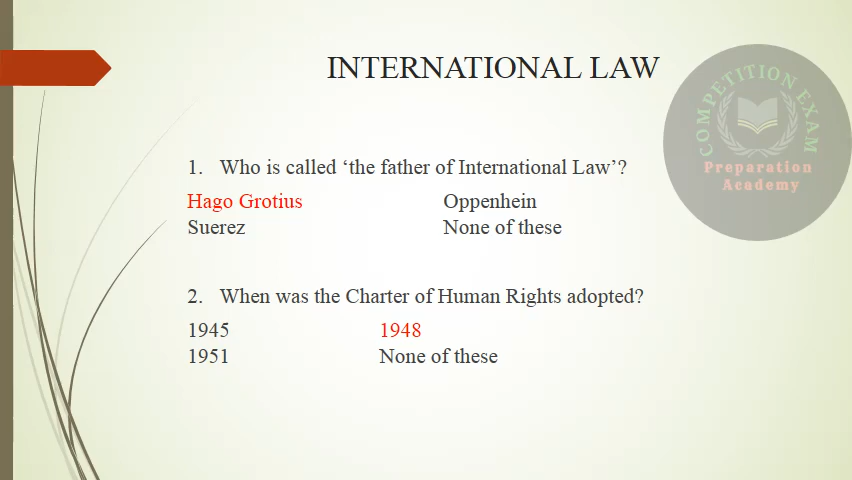 INTERNATIONAL LAW
COMPETITION EXAM
Preparation
Academy
1. Who is called ‘the father of International Law’?
Hago Grotius Oppenhein
Suerez None of these
2. When was the Charter of Human Rights adopted?
1945 1948
1951 None of these